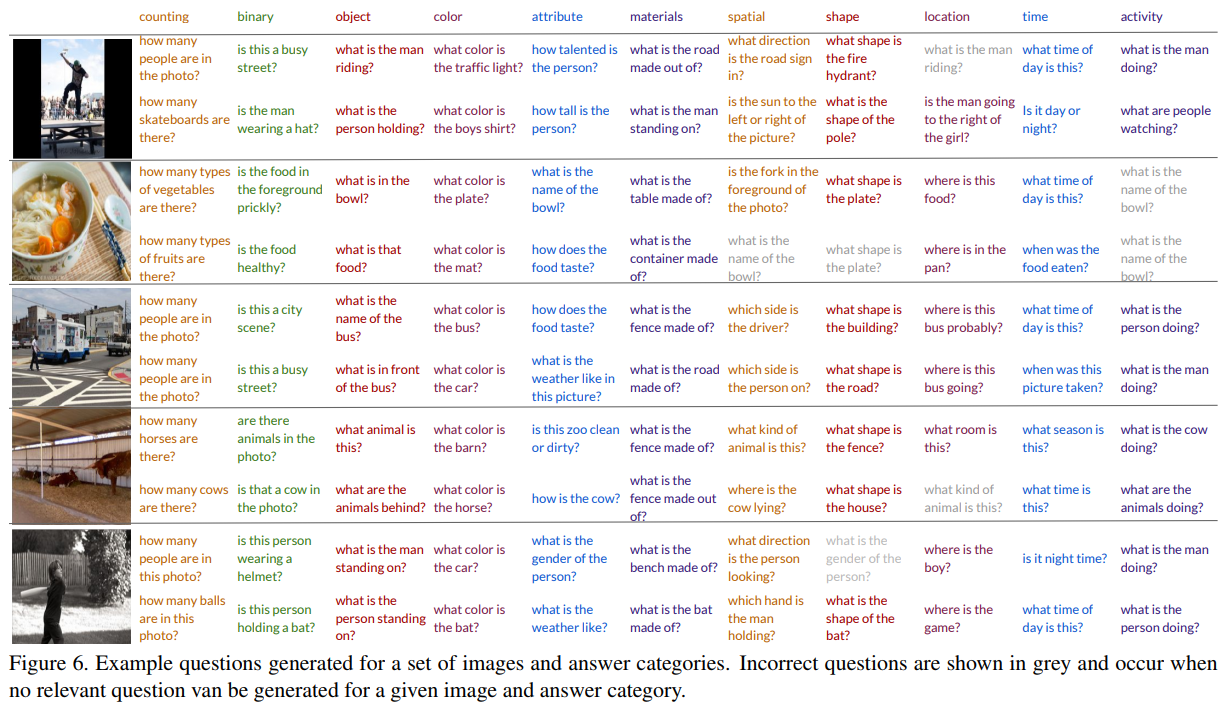 counting
binary
object
color
attribute
materials
spatial
shape
location
time
activity
how many
people are in
the photo?
is this a busy
street?
what is the man
riding?
what color is
the traffic light?
how talented is
the person?
what is the road
made out of?
what direction
is the road sign
in?
what shape is
the fire
hydrant?
what is the man
riding?
what time of
day is this?
what is the man
doing?
how many
skateboards are
there?
is the man
wearing a hat?
what is the
person holding?
what color is
the boys shirt?
how tall is the
person?
what is the man
standing on?
is the sun to the
left or right of
the picture?
what is the
shape of the
pole?
is the man going
to the right of
the girl?
Is it day or
night?
what are people
watching?
how many types
of vegetables
are there?
is the food in
the foreground
prickly?
what is in the
bowl?
what color is
the plate?
what is the
name of the
bowl?
what is the
table made of?
is the fork in the
foreground of
the photo?
what shape is
the plate?
where is this
food?
what time of
day is this?
what is the
name of the
bowl?
how many types
of fruits are
there?
is the food
healthy?
what is that
food?
what color is
the mat?
how does the
food taste?
what is the
container made
of?
what is the
name of the
bowl?
what shape is
the plate?
where is in the
pan?
when was the
food eaten?
what is the
name of the
bowl?
how many
people are in
the photo?
is this a city
scene?
what is the
name of the
bus?
what color is
the bus?
how does the
food taste?
what is the
fence made of?
which side is
the driver?
what shape is
the building?
where is this
bus probably?
what time of
day is this?
what is the
person doing?
how many
people are in
the photo?
is this a busy
street?
what is in front
of the bus?
what color is
the car?
what is the
weather like in
this picture?
what is the road
made of?
which side is
the person on?
what shape is
the road?
where is this
bus going?
when was this
picture taken?
what is the man
doing?
how many
horses are
there?
are there
animals in the
photo?
what animal is
this?
what color is
the barn?
is this zoo clean
or dirty?
what is the
fence made of?
what kind of
animal is this?
what shape is
the fence?
what room is
this?
what season is
this?
what is the cow
doing?
how many cows
are there?
is that a cow in
the photo?
what are the
animals behind?
what color is
the horse?
how is the cow?
what is the
fence made out
of?
where is the
cow lying?
what shape is
the house?
what kind of
animal is this?
what time is
this?
what are the
animals doing?
how many
people are in
this photo?
is this person
wearing a
helmet?
what is the man
standing on?
what color is
the car?
what is the
gender of the
person?
what is the
bench made of?
what direction
is the person
looking?
what is the
gender of the
person?
where is the
boy?
is it night time?
what is the man
doing?
how many balls
are in this
photo?
is this person
holding a bat?
what is the
person standing
on?
what color is
the bat?
what is the
weather like?
what is the bat
made of?
which hand is
the man
holding?
what is the
shape of the
bat?
where is the
game?
what time of
day is this?
what is the
person doing?
Figure 6. Example questions generated for a set of images and answer categories. Incorrect questions are shown in grey and occur when
no relevant question van be generated for a given image and answer category.